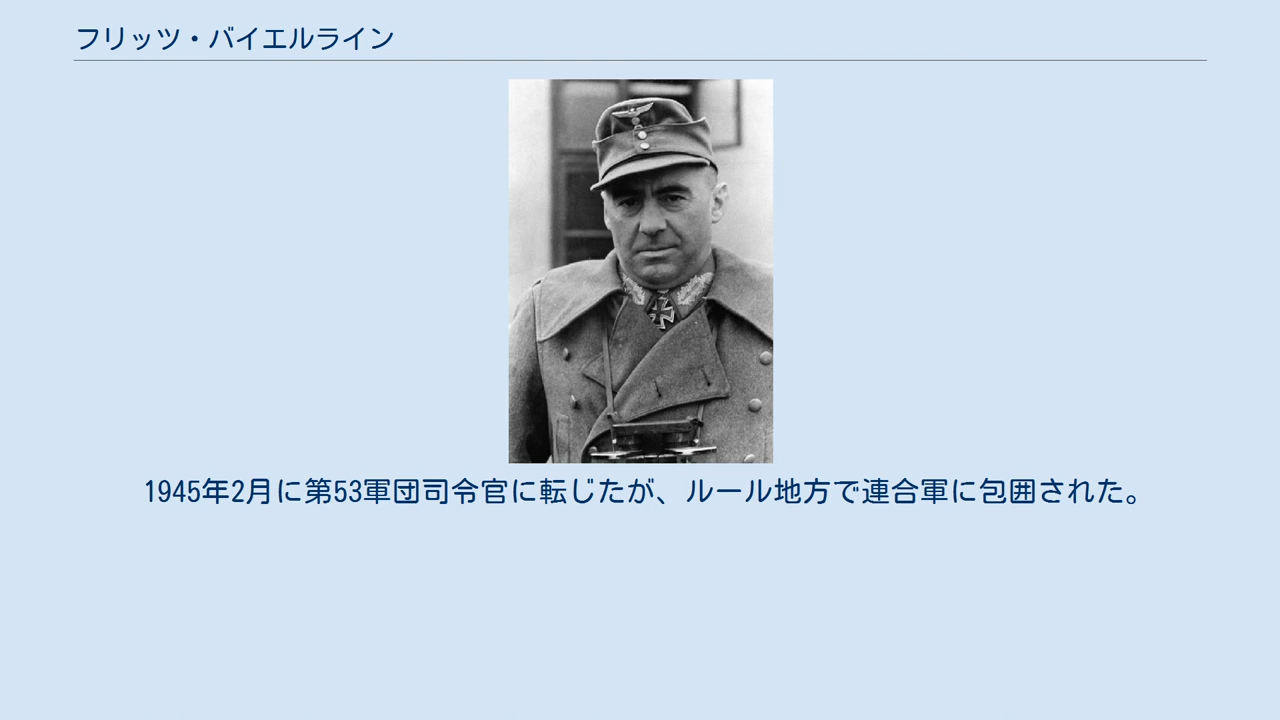 フリッツ・バイエルライン
1945年2月に第53軍団司令官に転じたが、ルール地方で連合軍に包囲された。